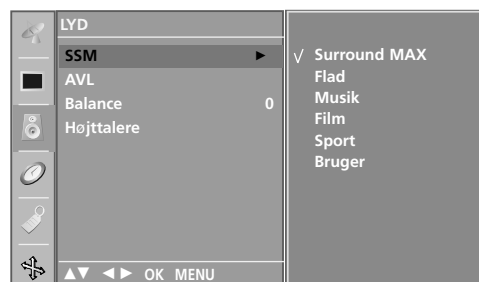 LYD
SSM ►
AVL
Balance 0
Højttalere
▲▼ ◄► OK MENU
√ Surround MAX
Flad
Musik
Film
Sport
Bruger